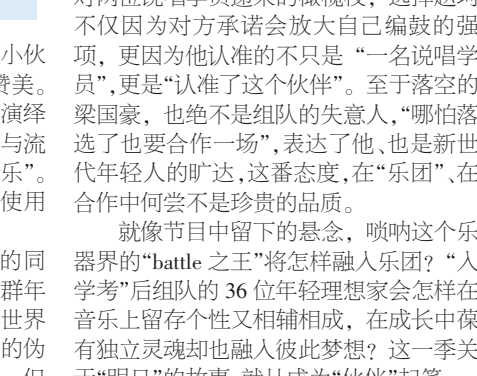 小伙
赞美。
演绎
与流
乐”。
使用
的同
群年
世界
的伪
不仅因为对方承诺会放大自己编鼓的强
项，更因为他认准的不只是“一名说唱学
员”，更是“认准了这个伙伴”。至于落空的
梁国豪，也绝不是组队的失意人，“哪怕落
选了也要合作一场”，表达了他、也是新世
代年轻人的旷达，这番态度，在“乐团”、在
合作中何尝不是珍贵的品质。
就像节目中留下的悬念，唢呐这个乐
器界的“battle 之王”将怎样融入乐团？“入
学考”后组队的 36 位年轻理想家会怎样在
音乐上留存个性又相辅相成，在成长中葆
有独立灵魂却也融入彼此梦想？这一季关